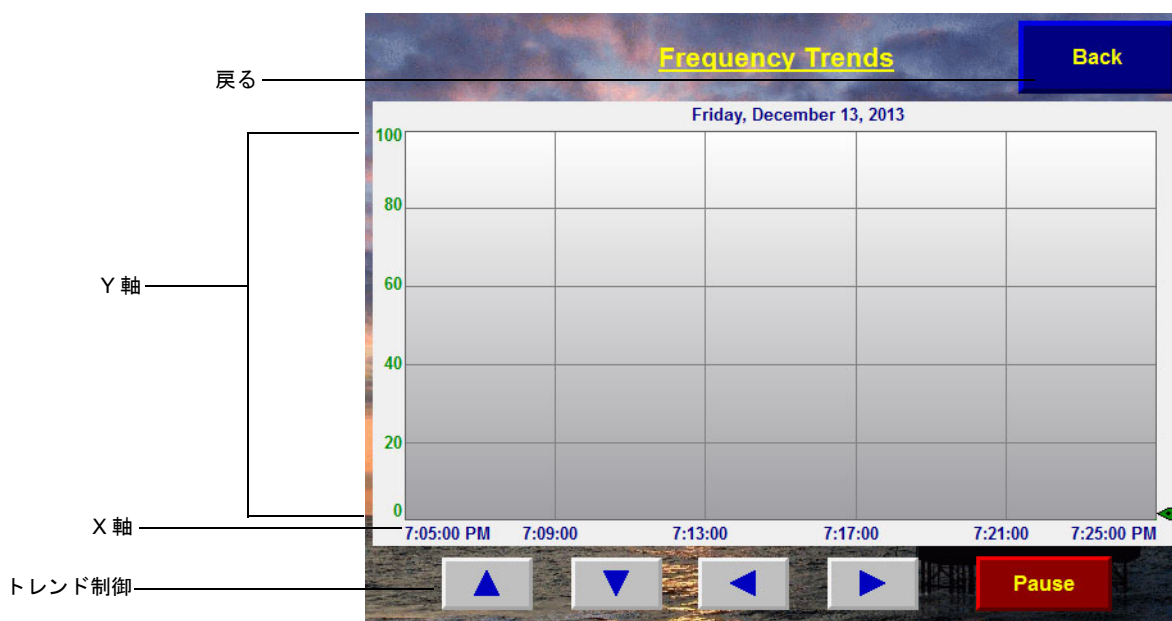 Frequency Trends
Back
戻る
Friday, December 13, 2013
100
80
60
40
20
0
Y 軸
X 軸
7:05:00 PM 7:09:00 7:13:00 7:17:00 7:21:00 7:25:00 PM
トレンド制御
Pause